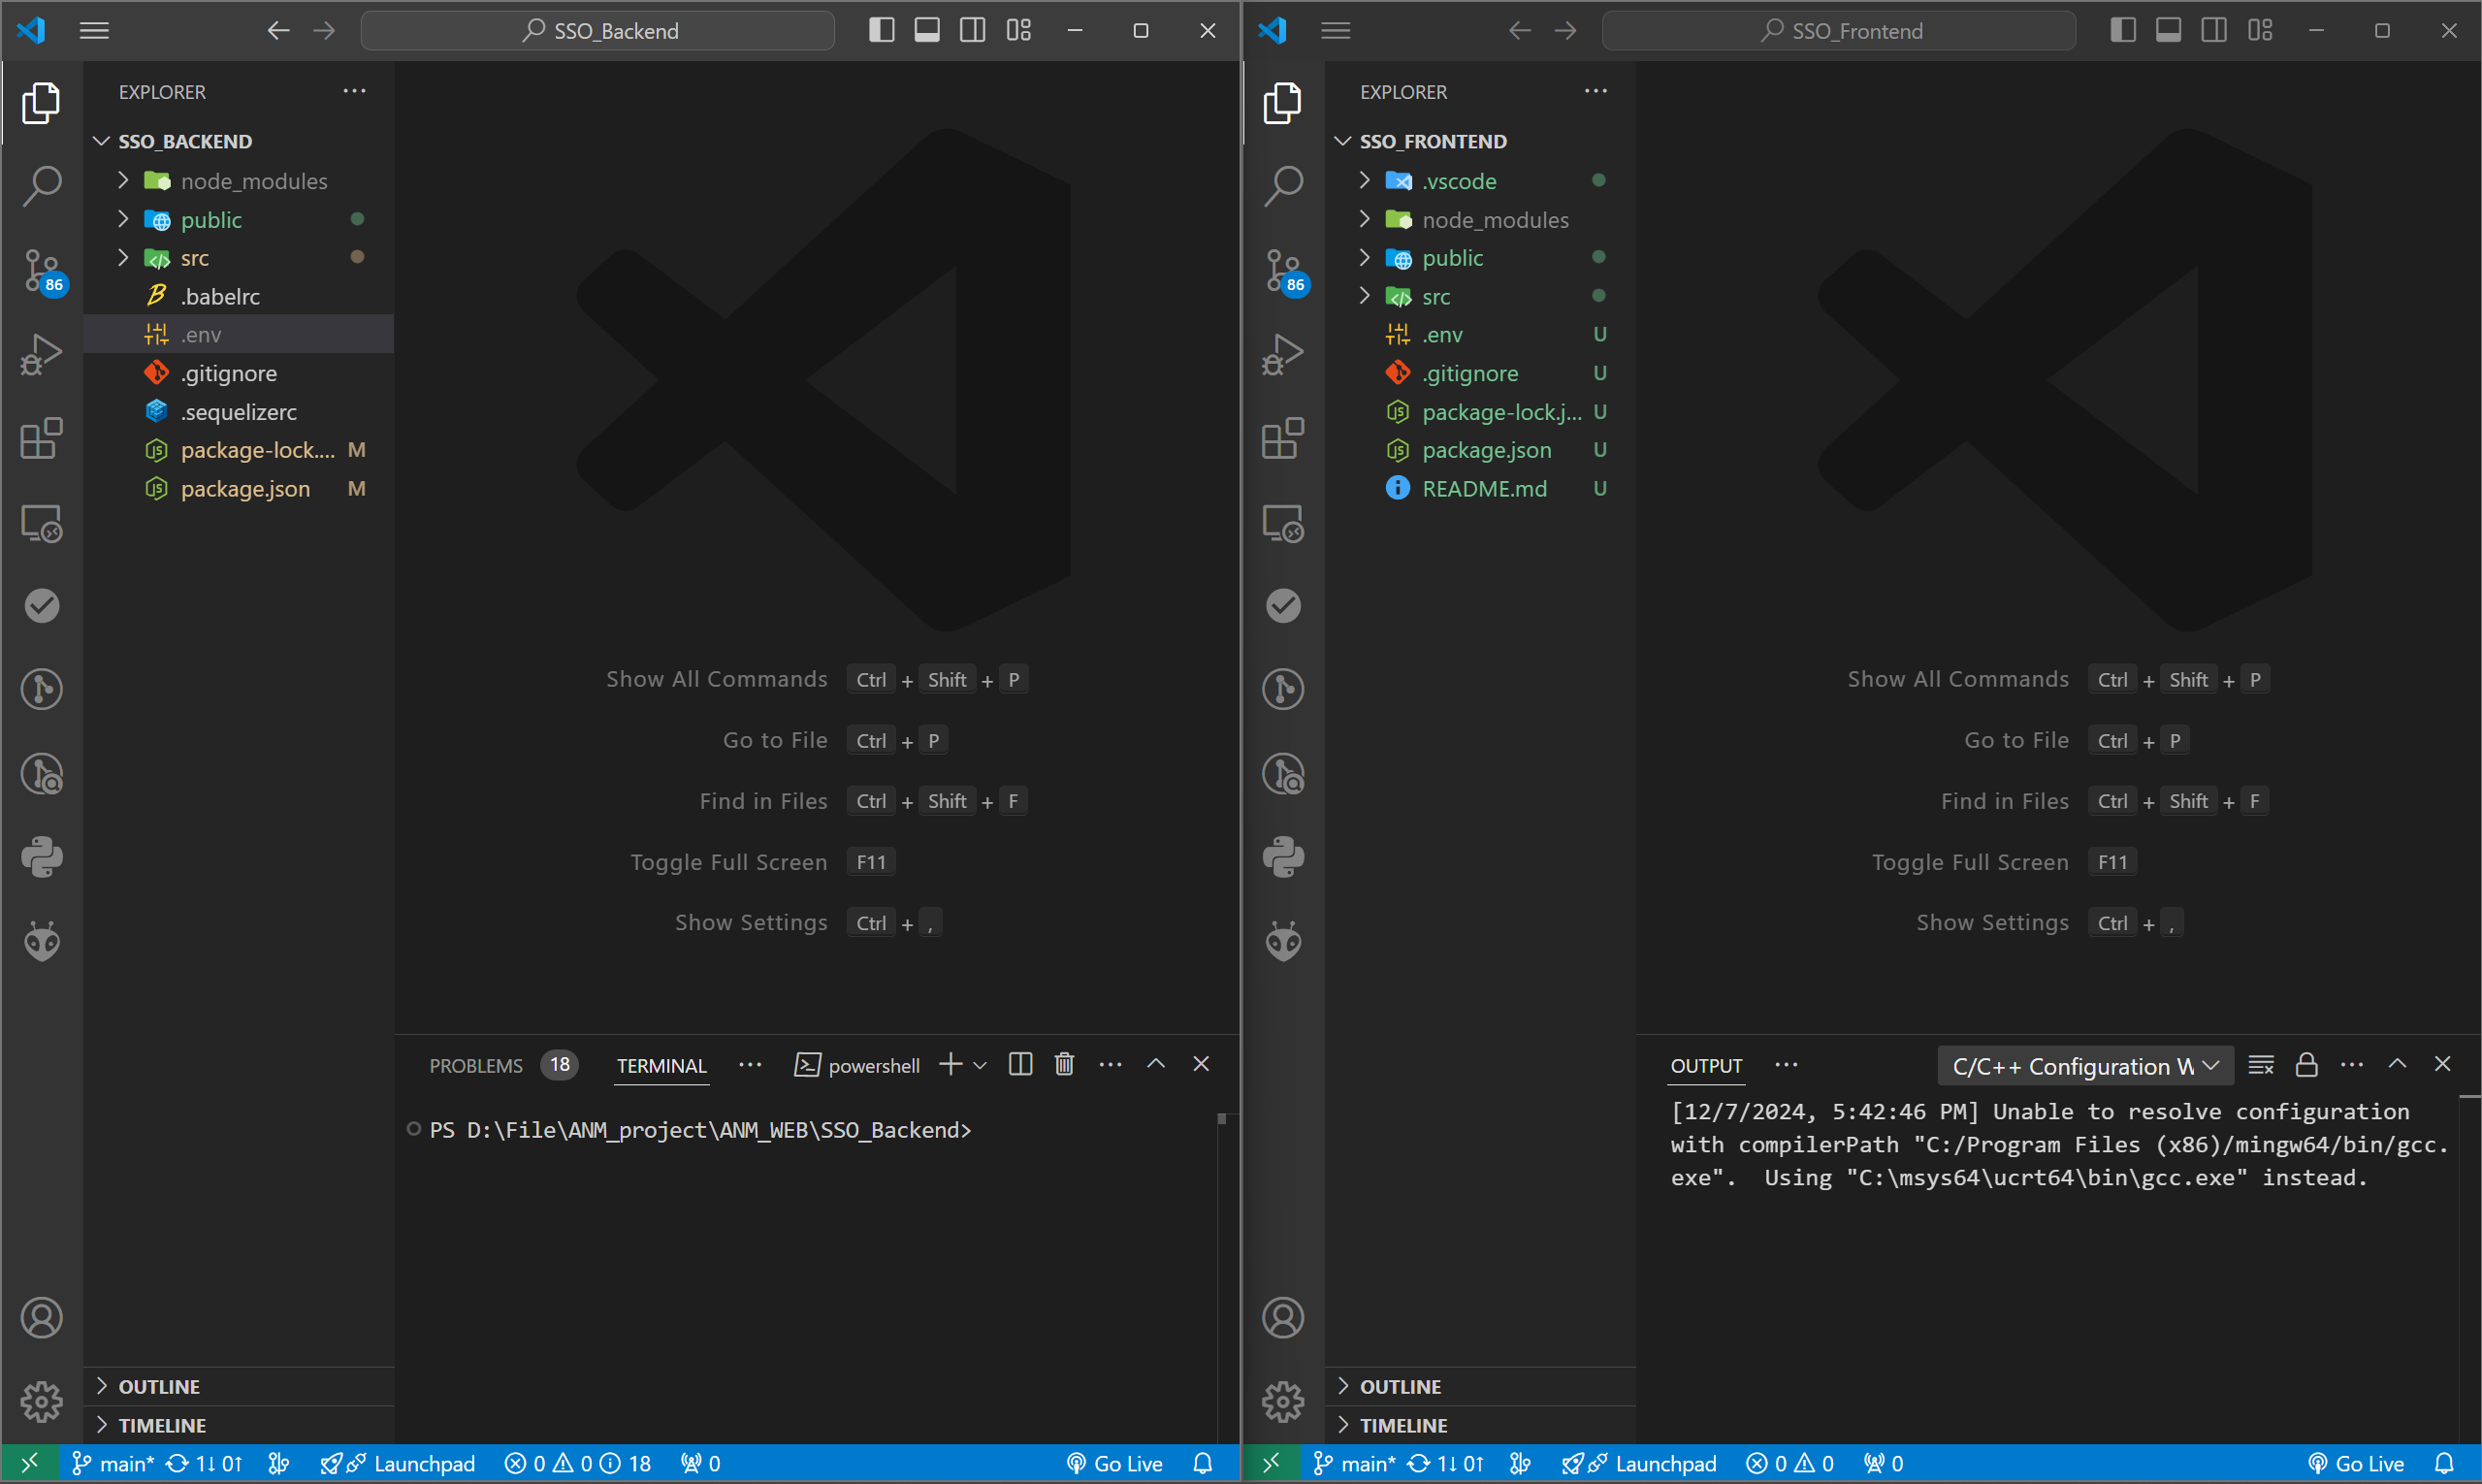 SSO_Backend
EXPLORER
SSO_BACKEND
node_modules
public
src
86
.babelrc
.env
.gitignore
.sequelizerc
package-lock.... M
package.json M
Show All Commands Ctrl + Shift + P
Go to File Ctrl + P
Find in Files Ctrl + Shift + F
Toggle Full Screen F11
Show Settings Ctrl + ,
PROBLEMS 18 TERMINAL ... powershell
PS D:\File\ANM_project\ANM_WEB\SSO_Backend>
OUTLINE
TIMELINE
main* 1↓ 0↑ Launchpad 0 0 18 0 Go Live
SSO_Frontend
EXPLORER
SSO_FRONTEND
.vscode
node_modules
public
src
86
.env U
.gitignore U
package-lock.j... U
package.json U
README.md U
Show All Commands Ctrl + Shift + P
Go to File Ctrl + P
Find in Files Ctrl + Shift + F
Toggle Full Screen F11
Show Settings Ctrl + ,
OUTPUT ... C/C++ Configuration W
[12/7/2024, 5:42:46 PM] Unable to resolve configuration
with compilerPath "C:/Program Files (x86)/mingw64/bin/gcc.
exe".  Using "C:\msys64\ucrt64\bin\gcc.exe" instead.
OUTLINE
TIMELINE
main* 1↓ 0↑ Launchpad 0 0 0 Go Live